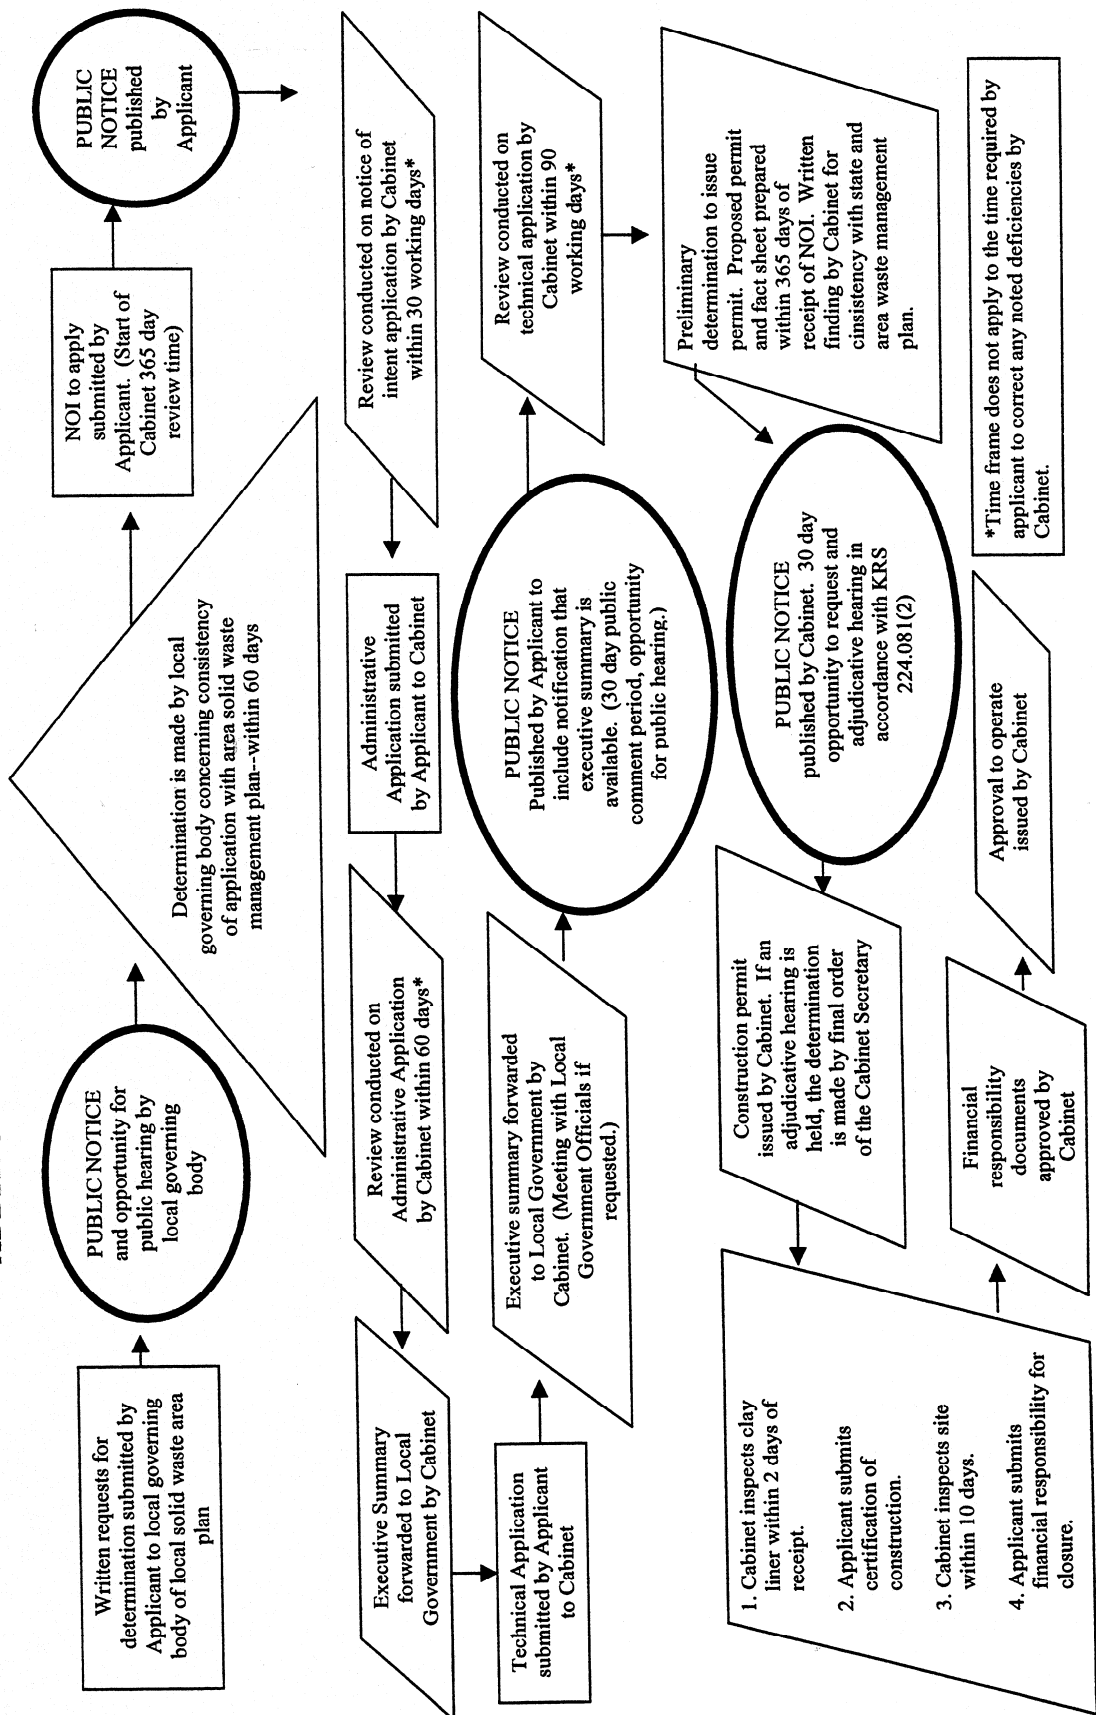 Written requests for
determination submitted by
Applicant to local governing
body of local solid waste area
plan
PUBLIC NOTICE
and opportunity for
public hearing by
local governing
body
Determination is made by local
governing body concerning consistency
of application with area solid waste
management plan--within 60 days
NOI to apply
submitted by
Applicant. (Start of
Cabinet 365 day
review time)
PUBLIC
NOTICE
published
by
Applicant
Review conducted on notice of
intent application by Cabinet
within 30 working days*
Administrative
Application submitted
by Applicant to Cabinet
Review conducted on
Administrative Application
by Cabinet within 60 days*
Executive Summary
forwarded to Local
Government by Cabinet
Technical Application
submitted by Applicant
to Cabinet
Executive summary forwarded
to Local Government by
Cabinet. (Meeting with Local
Government Officials if
requested.)
PUBLIC NOTICE
Published by Applicant to
include notification that
executive summary is
available. (30 day public
comment period, opportunity
for public hearing.)
Review conducted on
technical application by
Cabinet within 90
working days*
Preliminary
determination to issue
permit. Proposed permit
and fact sheet prepared
within 365 days of
receipt of NOI. Written
finding by Cabinet for
cinsistency with state and
area waste management
plan.
PUBLIC NOTICE
published by Cabinet. 30 day
opportunity to request and
adjudicative hearing in
accordance with KRS
224.081(2)
Construction permit
issued by Cabinet. If an
adjudicative hearing is
held, the determination
is made by final order
of the Cabinet Secretary
1. Cabinet inspects clay
liner within 2 days of
receipt.
2. Applicant submits
certification of
construction.
3. Cabinet inspects site
within 10 days.
4. Applicant submits
financial responsibility for
closure.
Financial
responsibility
documents
approved by
Cabinet
Approval to operate
issued by Cabinet
*Time frame does not apply to the time required by
applicant to correct any noted deficiencies by
Cabinet.